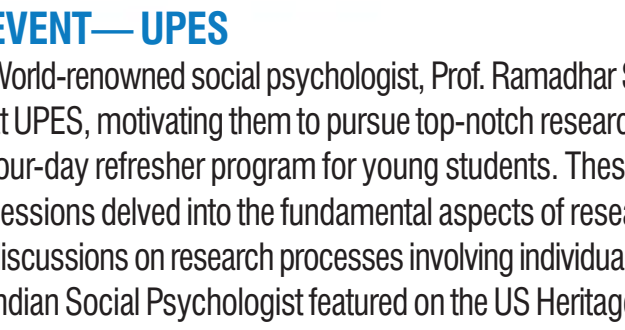 EVENT— UPES
World-renowned social psychologist, Prof. Ramadhar S
t UPES, motivating them to pursue top-notch researc
our-day refresher program for young students. Thes
essions delved into the fundamental aspects of resea
iscussions on research processes involving individua
ndian Social Psychologist featured on the US Heritage